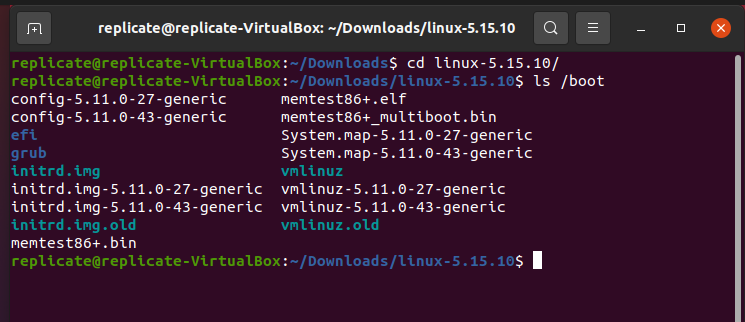 replicate@replicate-VirtualBox: ~/Downloads/linux-5.15.10
replicate@replicate-VirtualBox:~/Downloads$ cd linux-5.15.10/
replicate@replicate-VirtualBox:~/Downloads/linux-5.15.10$ ls /boot
config-5.11.0-27-generic      memtest86+.elf
config-5.11.0-43-generic      memtest86+_multiboot.bin
efi                           System.map-5.11.0-27-generic
grub                          System.map-5.11.0-43-generic
initrd.img                    vmlinuz
initrd.img-5.11.0-27-generic  vmlinuz-5.11.0-27-generic
initrd.img-5.11.0-43-generic  vmlinuz-5.11.0-43-generic
initrd.img.old                vmlinuz.old
memtest86+.bin
replicate@replicate-VirtualBox:~/Downloads/linux-5.15.10$